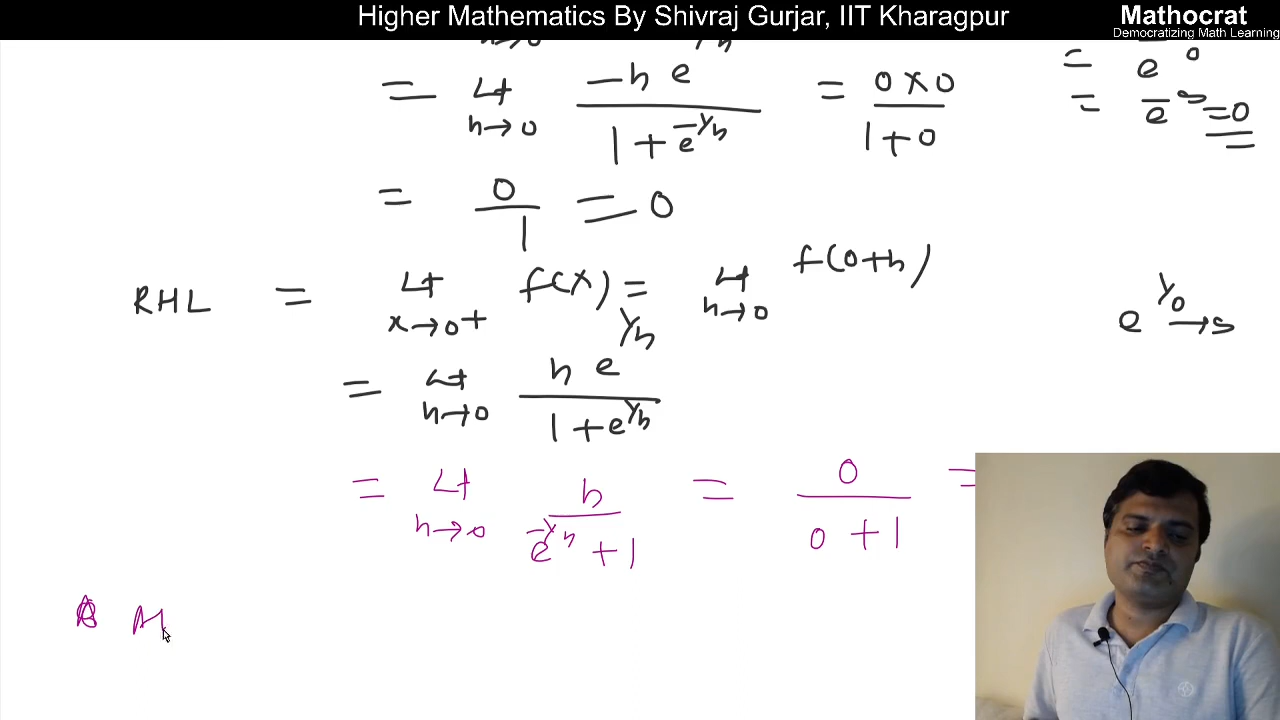 Higher Mathematics By Shivraj Gurjar, IIT Kharagpur
Mathocrat
Democratizing Math Learning
h→0
= Lt h→0 -h e^-1/h / 1 + e^-1/h = 0 × 0 / 1 + 0
= e^- 0
= e^-∞ = 0
= 0 / 1 = 0
RHL = Lt x→0+ f(x) = Lt h→0 f(0+h)
e^1/0 →
= Lt h→0 h e^1/h / 1 + e^1/h
= Lt h→0 h / e^-1/h + 1 = 0 / 0 + 1 =